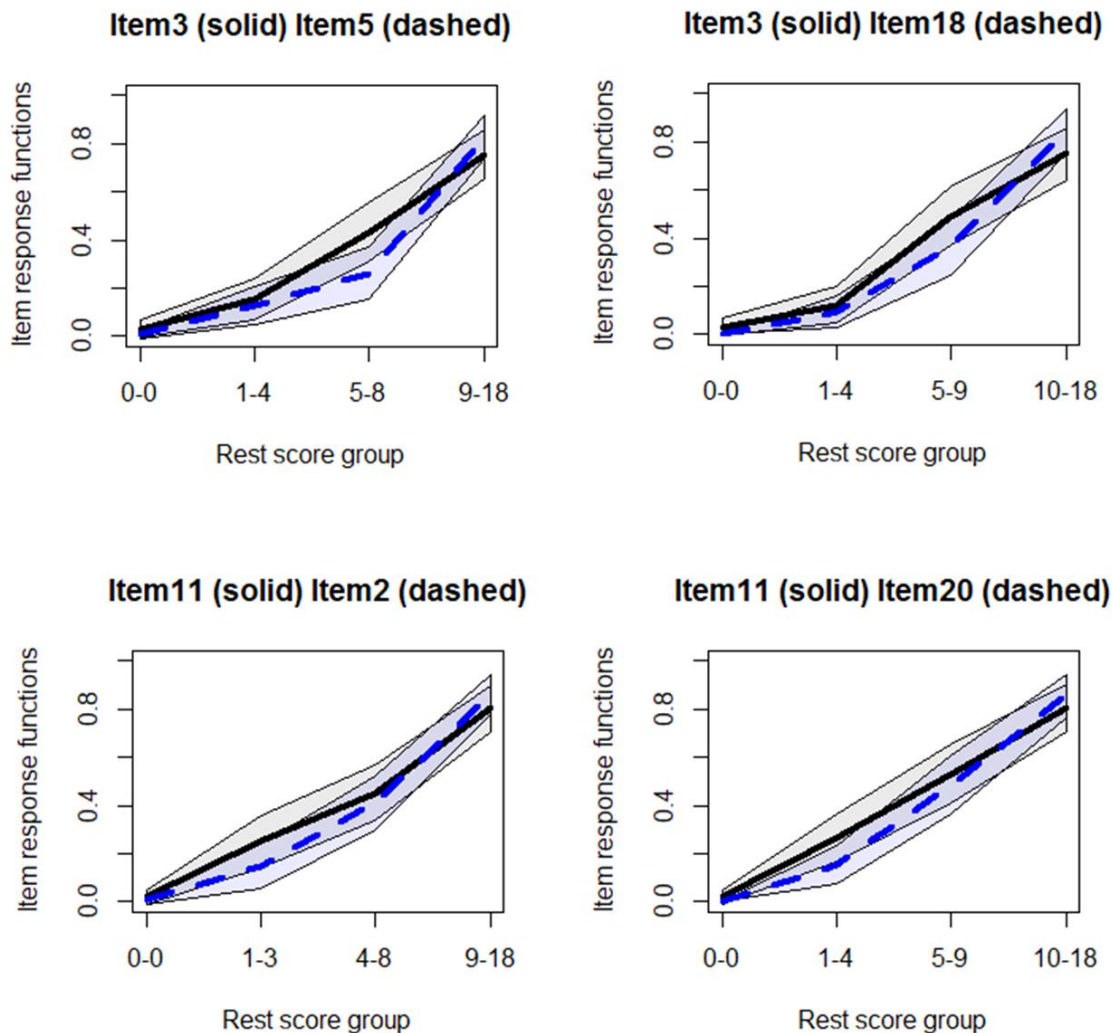 Item3 (solid) Item5 (dashed)
Item response functions
0.8
0.4
0.0
0-0 1-4 5-8 9-18
Rest score group
Item3 (solid) Item18 (dashed)
Item response functions
0.8
0.4
0.0
0-0 1-4 5-9 10-18
Rest score group
Item11 (solid) Item2 (dashed)
Item response functions
0.8
0.4
0.0
0-0 1-3 4-8 9-18
Rest score group
Item11 (solid) Item20 (dashed)
Item response functions
0.8
0.4
0.0
0-0 1-4 5-9 10-18
Rest score group